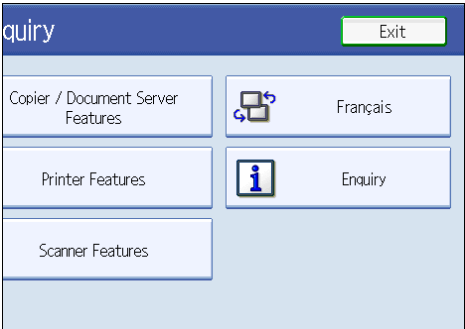 quiry
Exit
Copier / Document Server
Features
Français
Printer Features
i
Enquiry
Scanner Features